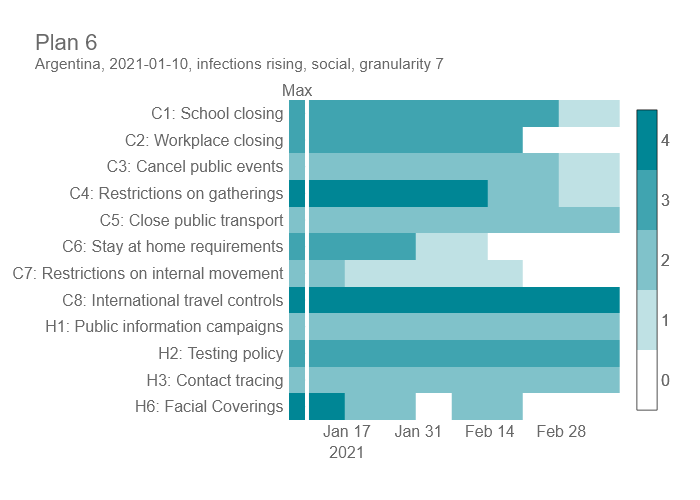 Plan 6
Argentina, 2021-01-10, infections rising, social, granularity 7
Max
C1: School closing
C2: Workplace closing
C3: Cancel public events
C4: Restrictions on gatherings
C5: Close public transport
C6: Stay at home requirements
C7: Restrictions on internal movement
C8: International travel controls
H1: Public information campaigns
H2: Testing policy
H3: Contact tracing
H6: Facial Coverings
4
3
2
1
0
Jan 17 Jan 31 Feb 14 Feb 28
2021